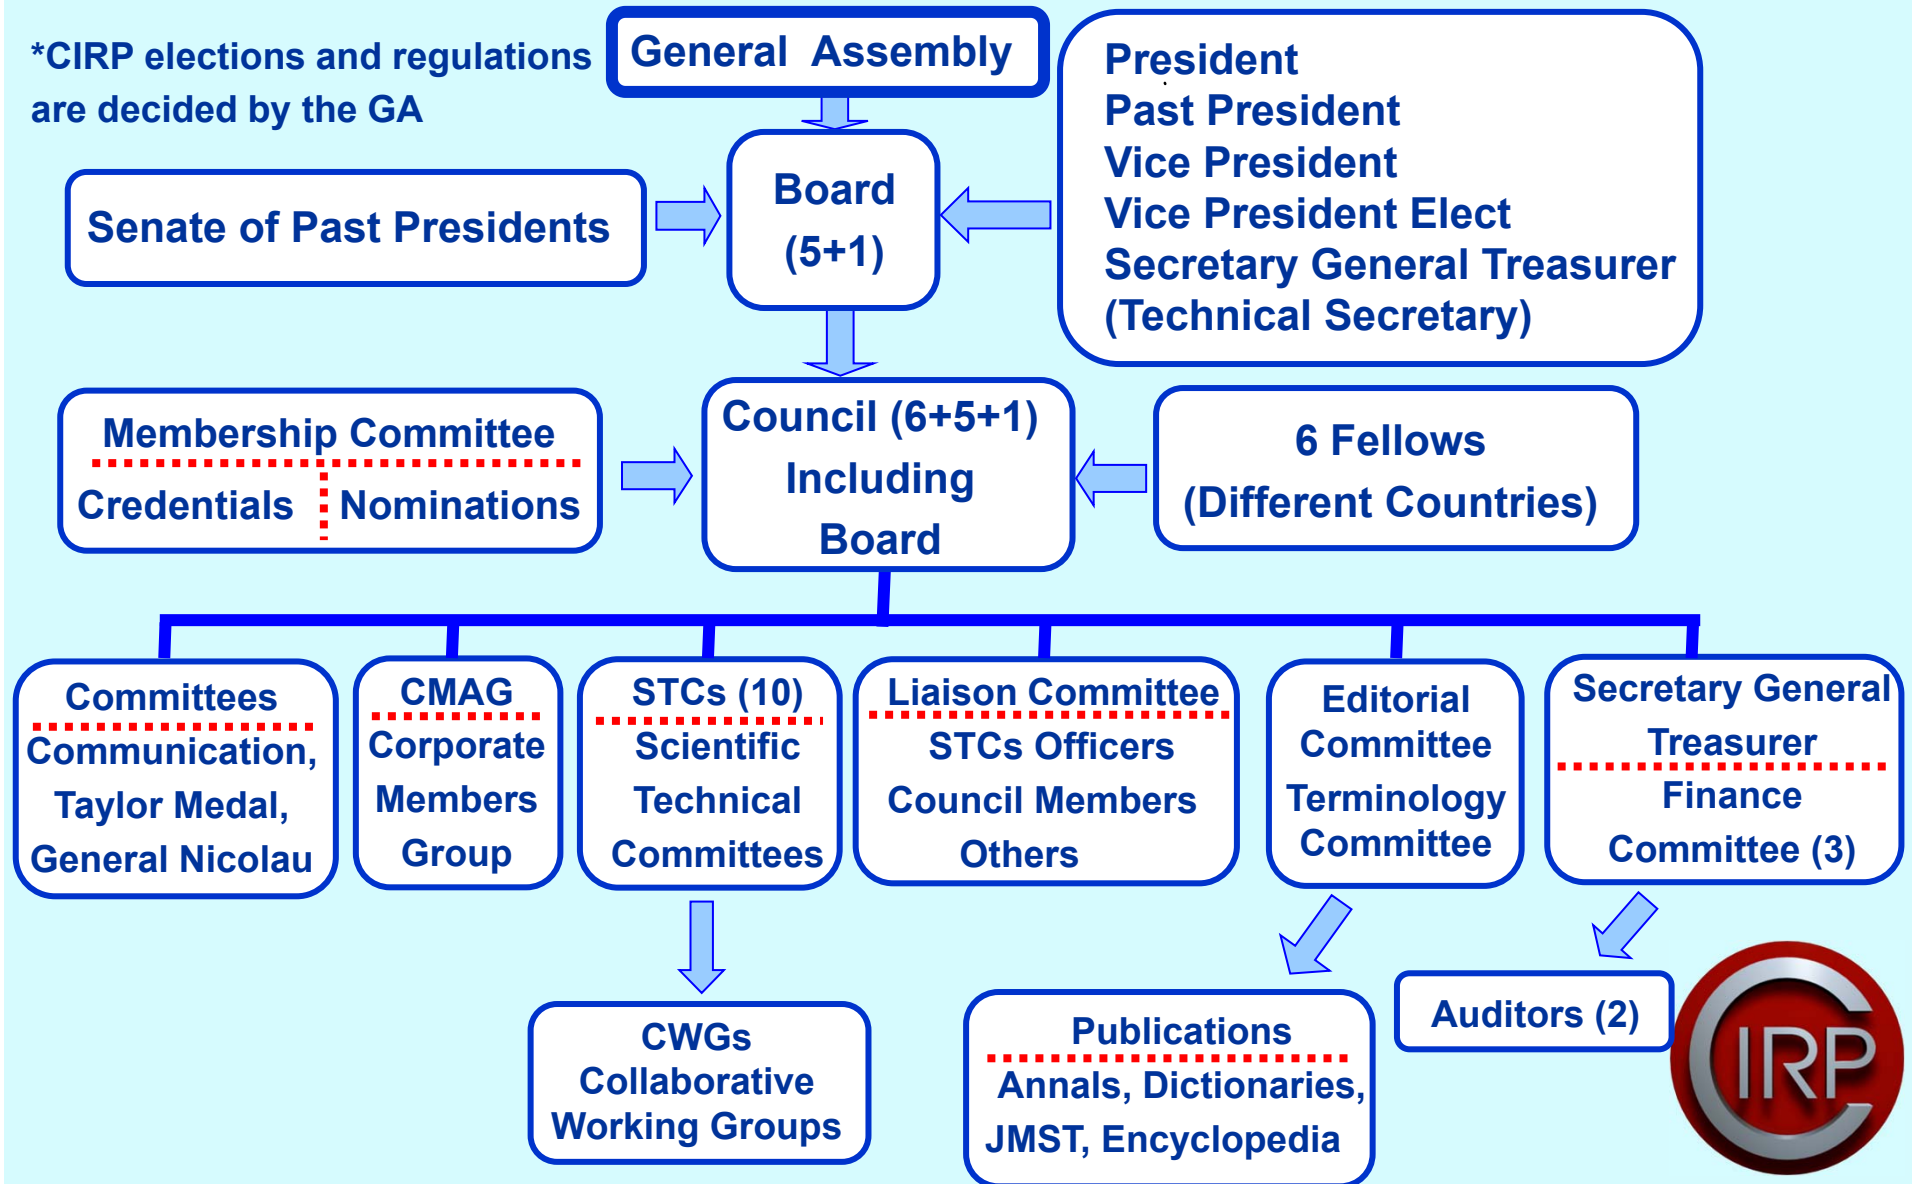 *CIRP elections and regulations
are decided by the GA
General Assembly
President
Past President
Vice President
Vice President Elect
Secretary General Treasurer
(Technical Secretary)
Senate of Past Presidents
Board
(5+1)
Membership Committee
Credentials
Nominations
Council (6+5+1)
Including
Board
6 Fellows
(Different Countries)
Committees
Communication,
Taylor Medal,
General Nicolau
CMAG
Corporate
Members
Group
STCs (10)
Scientific
Technical
Committees
Liaison Committee
STCs Officers
Council Members
Others
Editorial
Committee
Terminology
Committee
Secretary General
Treasurer
Finance
Committee (3)
CWGs
Collaborative
Working Groups
Publications
Annals, Dictionaries,
JMST, Encyclopedia
Auditors (2)
CIRP